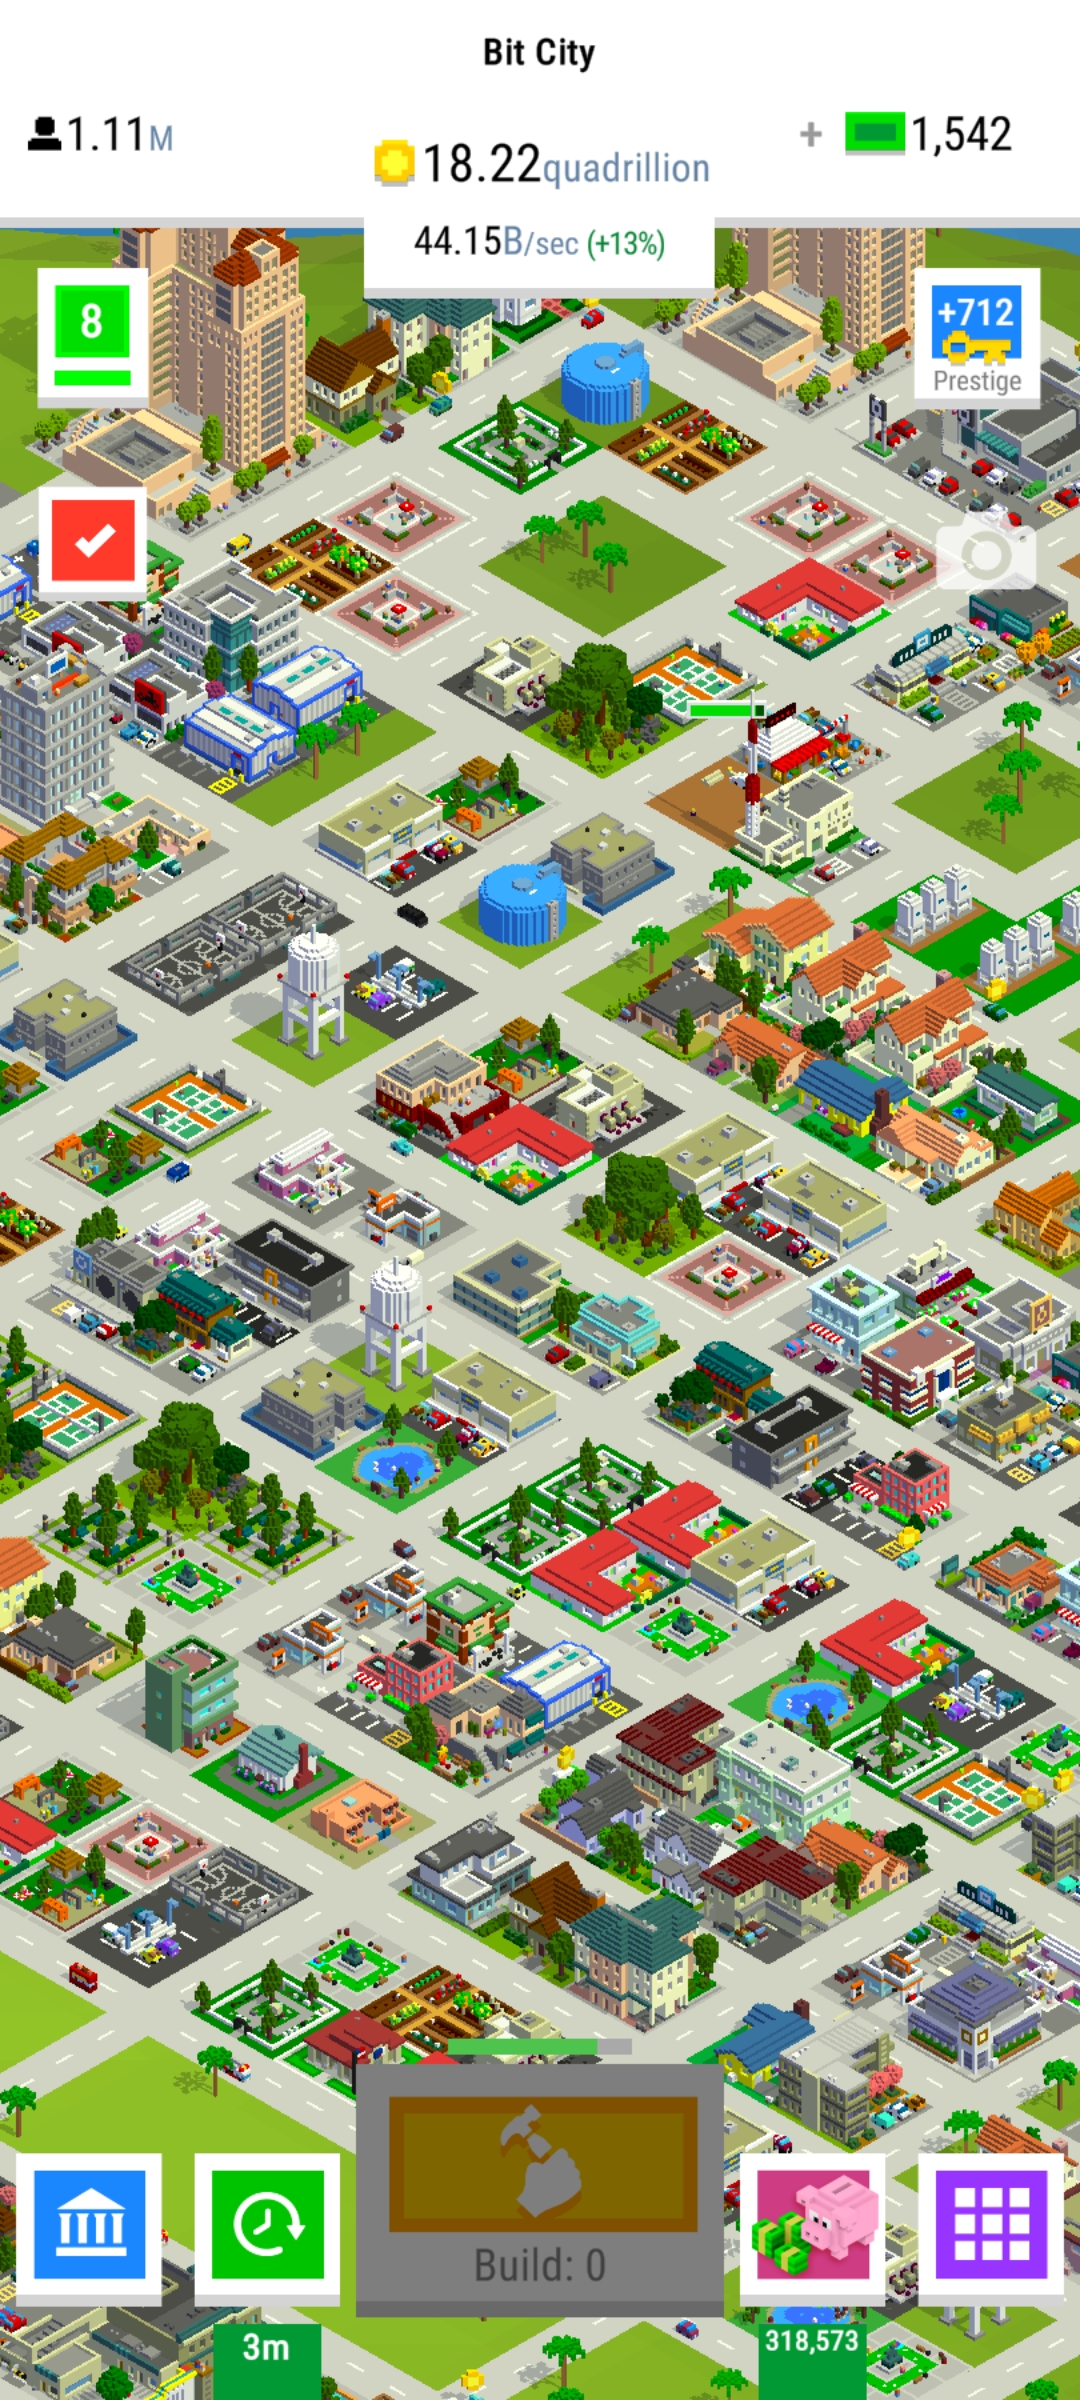 Bit City
1.11M
18.22quadrillion
+ 1,542
44.15B/sec (+13%)
8
+712
Prestige
Build: 0
3m
318,573